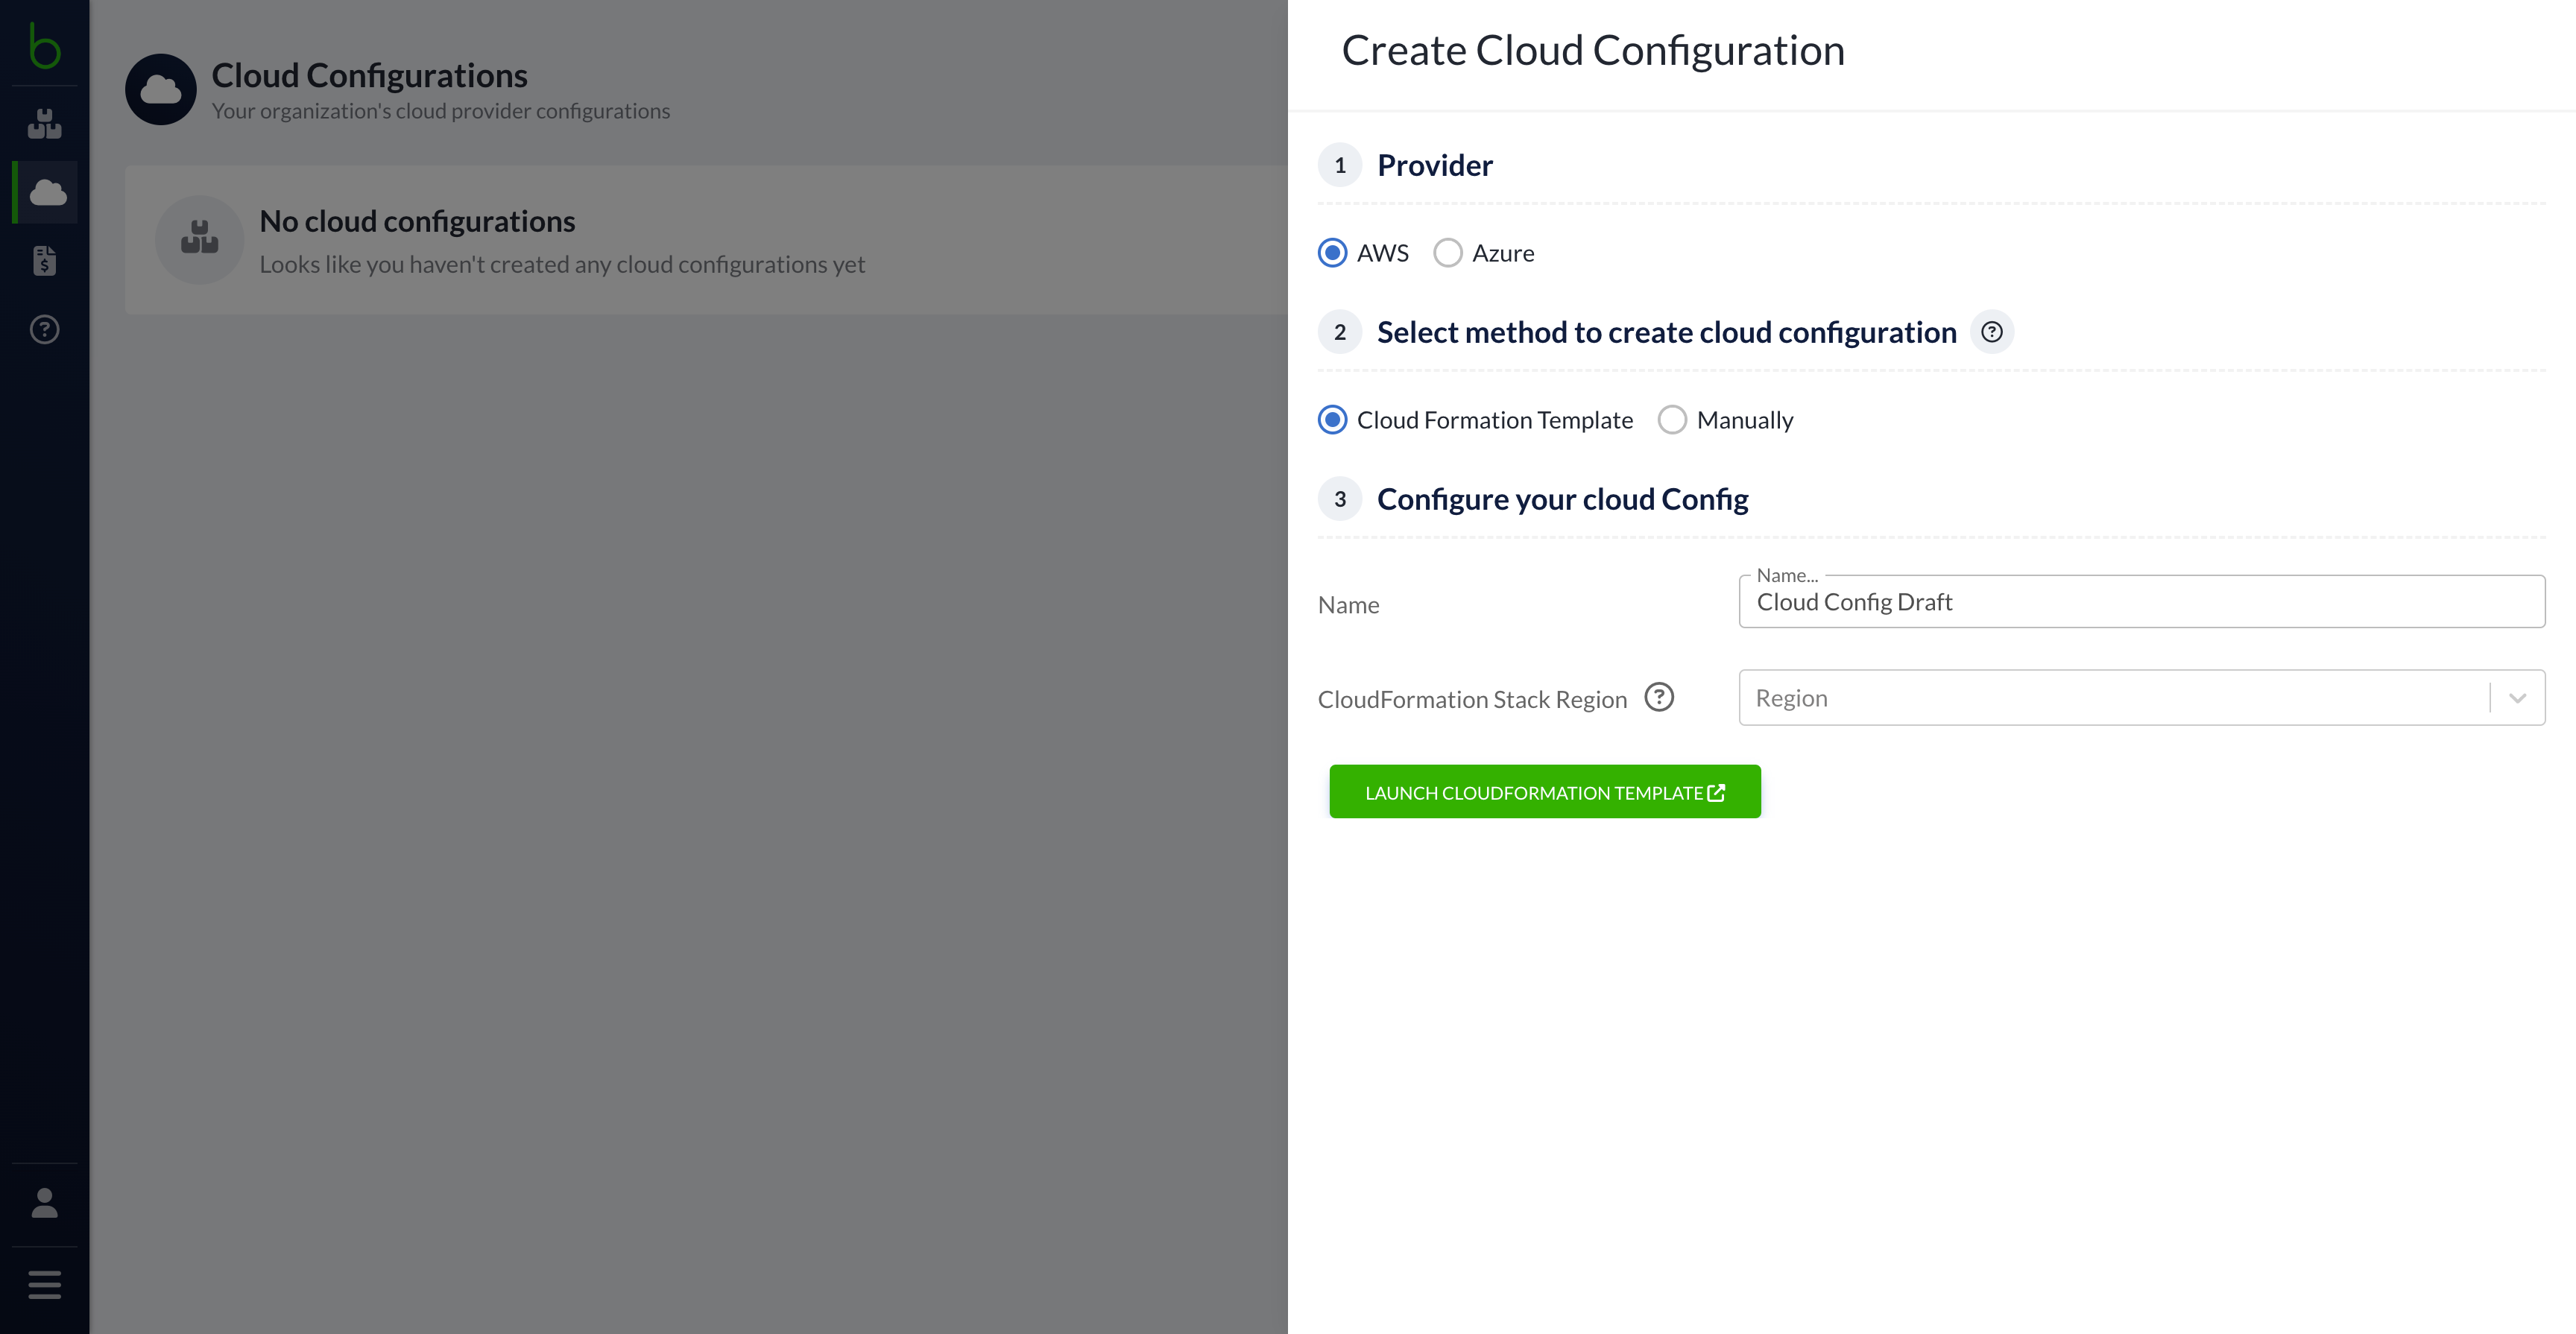 b
Cloud Configurations
Your organization's cloud provider configurations
No cloud configurations
Looks like you haven't created any cloud configurations yet
Create Cloud Configuration
1 Provider
AWS Azure
2 Select method to create cloud configuration ?
Cloud Formation Template Manually
3 Configure your cloud Config
Name...
Name Cloud Config Draft
CloudFormation Stack Region ? Region
LAUNCH CLOUDFORMATION TEMPLATE